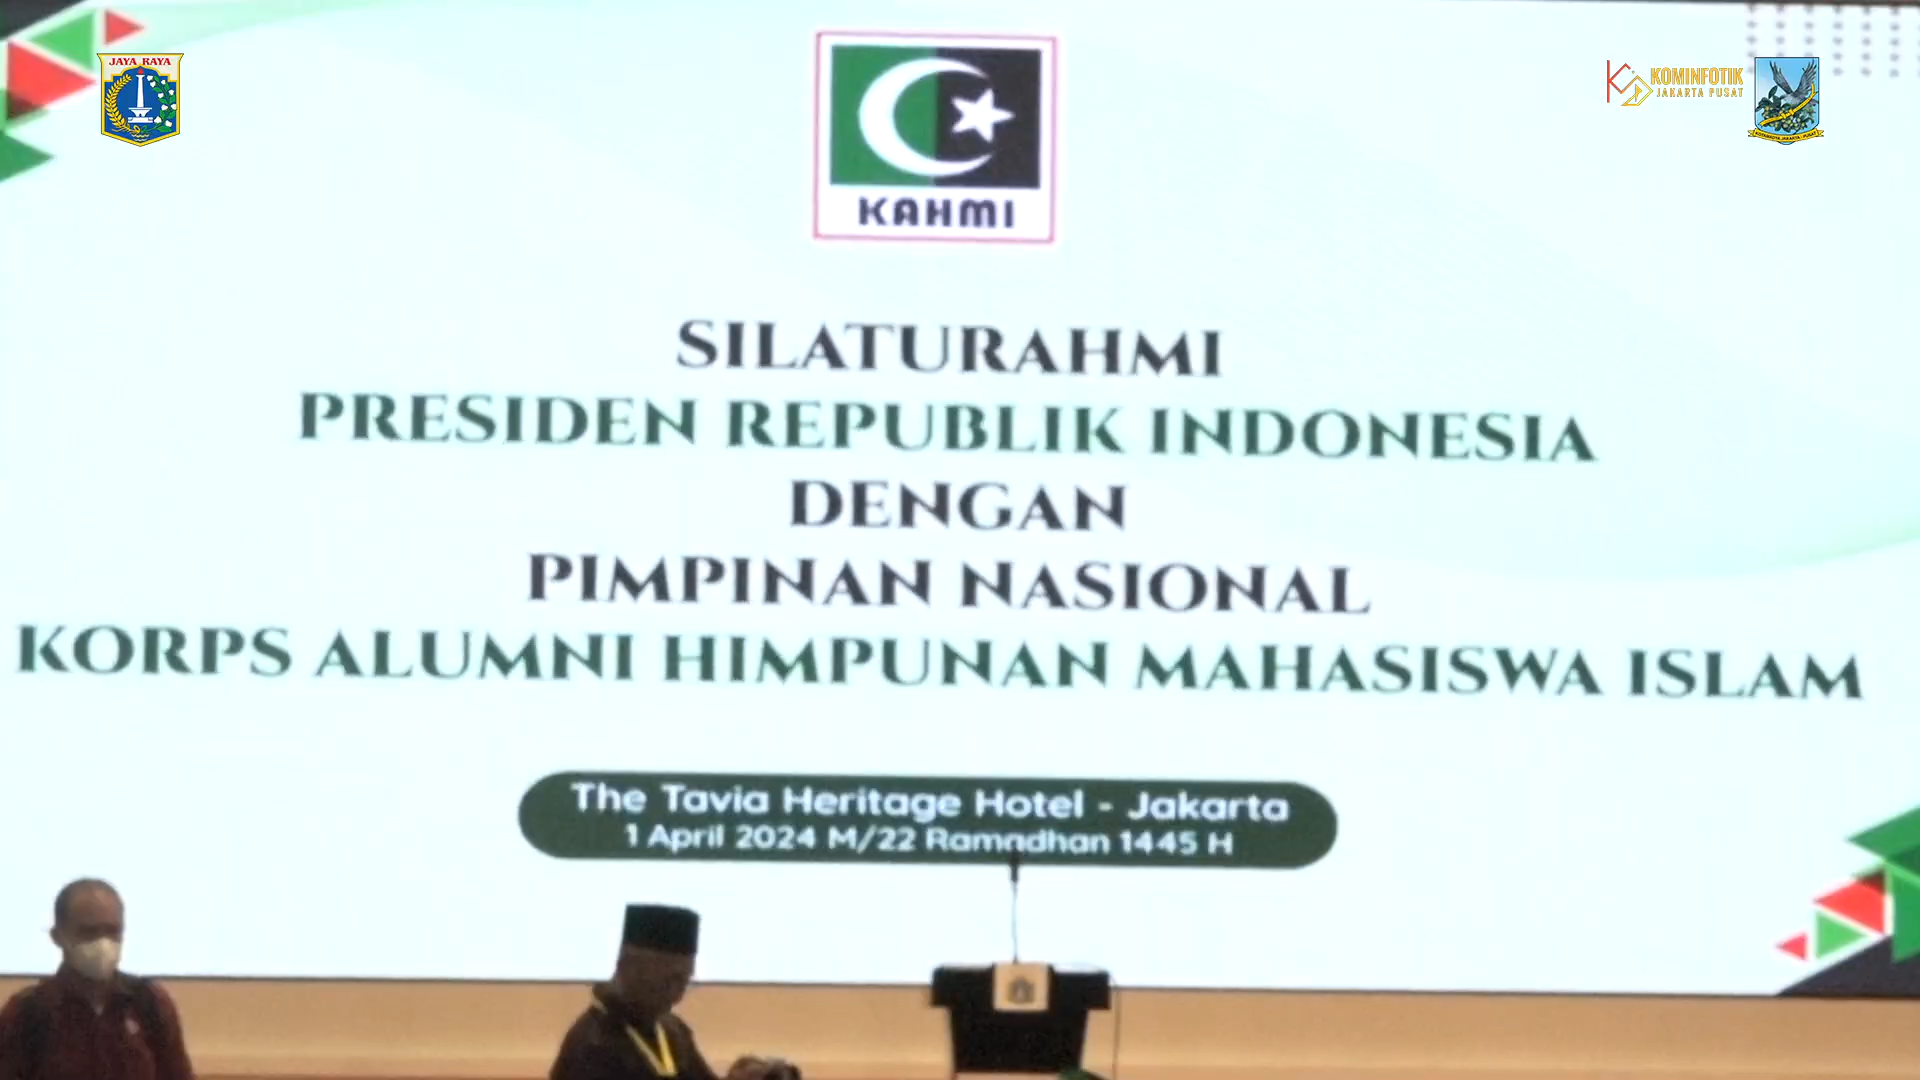 JAYA RAYA
KOMINFOTIK
JAKARTA PUSAT
KAHMI
SILATURAHMI
PRESIDEN REPUBLIK INDONESIA
DENGAN
PIMPINAN NASIONAL
KORPS ALUMNI HIMPUNAN MAHASISWA ISLAM
The Tavia Heritage Hotel - Jakarta
1 April 2024 M/22 Ramadhan 1445 H